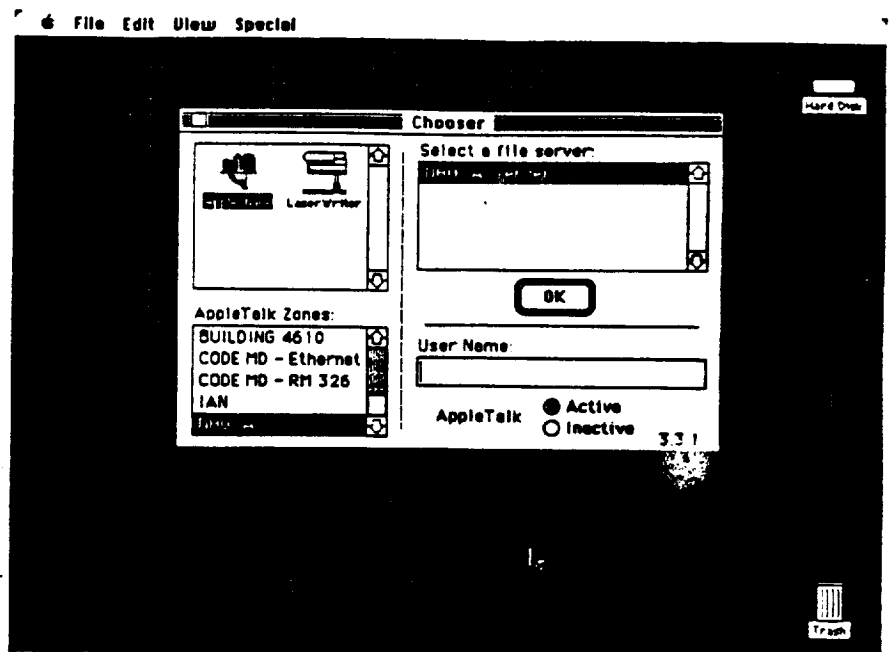 File Edit View Special
Hard Disk
Chooser
LaserWriter
Select a file server:
OK
AppleTalk Zones:
BUILDING 4610
CODE MD - Ethernet
CODE MD - RM 326
IAN
User Name:
AppleTalk
Active
Inactive
3.3.1
Trash